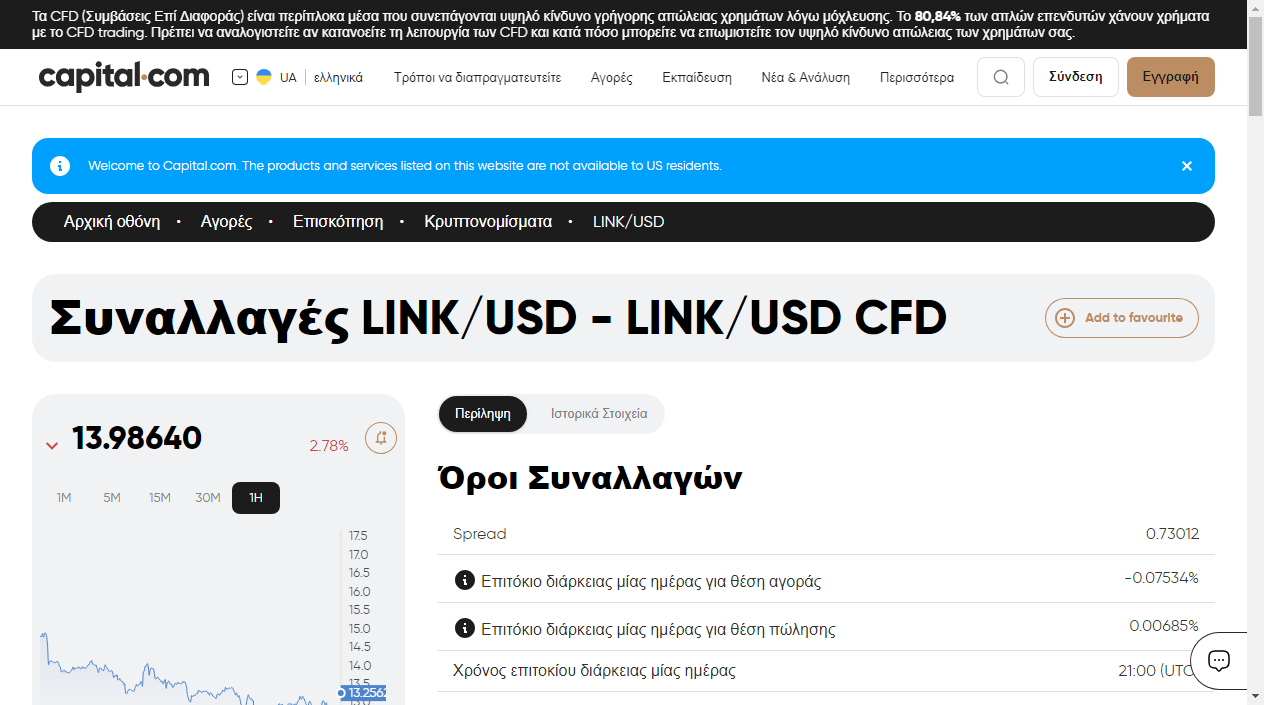 Τα CFD (Συμβάσεις Επί Διαφοράς) είναι περίπλοκα μέσα που συνεπάγονται υψηλό κίνδυνο γρήγορης απώλειας χρημάτων λόγω μόχλευσης. Το 80,84% των απλών επενδυτών χάνουν χρήματα
με το CFD trading. Πρέπει να αναλογιστείτε αν κατανοείτε τη λειτουργία των CFD και κατά πόσο μπορείτε να επωμιστείτε τον υψηλό κίνδυνο απώλειας των χρημάτων σας.
capital.com UA ελληνικά Τρόποι να διαπραγματευτείτε Αγορές Εκπαίδευση Νέα & Ανάλυση Περισσότερα Σύνδεση Εγγραφή
Welcome to Capital.com. The products and services listed on this website are not available to US residents.
Αρχική οθόνη • Αγορές • Επισκόπηση • Κρυπτονομίσματα • LINK/USD
Συναλλαγές LINK/USD - LINK/USD CFD
Add to favourite
13.98640 2.78%
1M 5M 15M 30M 1H
17.5
17.0
16.5
16.0
15.5
15.0
14.5
14.0
13.5
13.2562
13.0
Περίληψη Ιστορικά Στοιχεία
Όροι Συναλλαγών
Spread 0.73012
Επιτόκιο διάρκειας μίας ημέρας για θέση αγοράς -0.07534%
Επιτόκιο διάρκειας μίας ημέρας για θέση πώλησης 0.00685%
Χρόνος επιτοκίου διάρκειας μίας ημέρας 21:00 (UTC